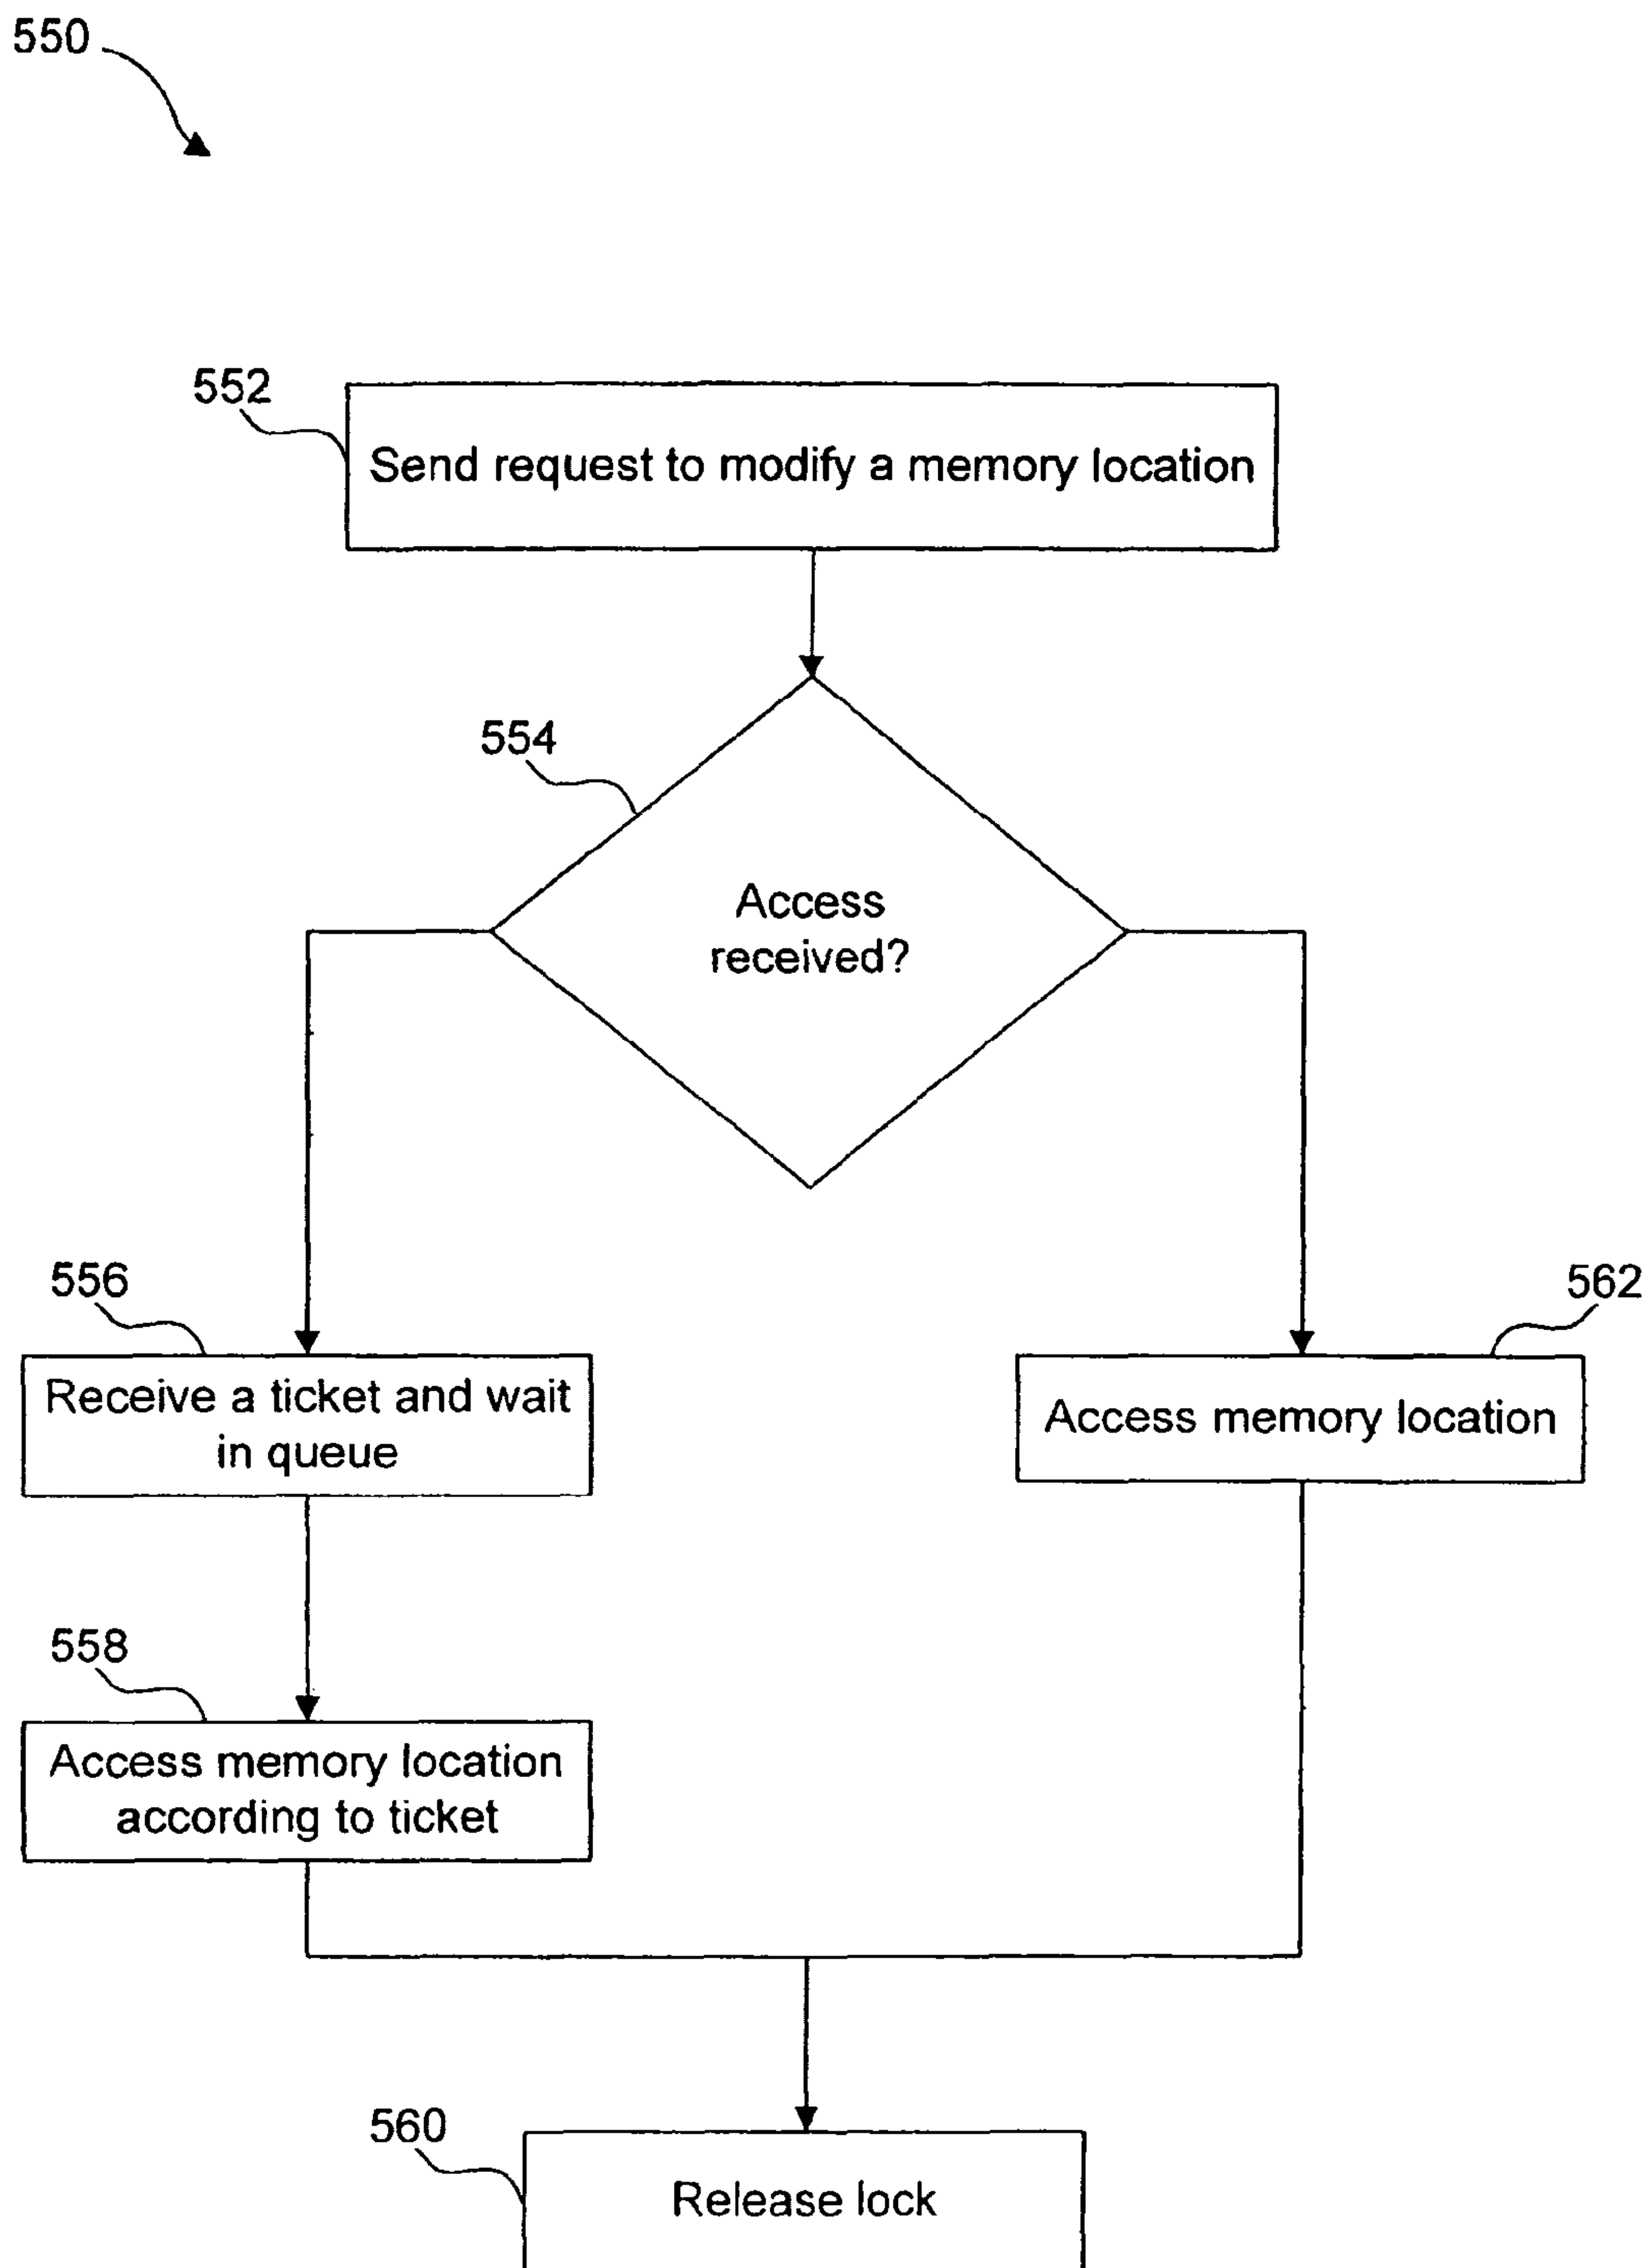 550
552
Send request to modify a memory location
554
Access
received?
556
Receive a ticket and wait
in queue
562
Access memory location
558
Access memory location
according to ticket
560
Release lock